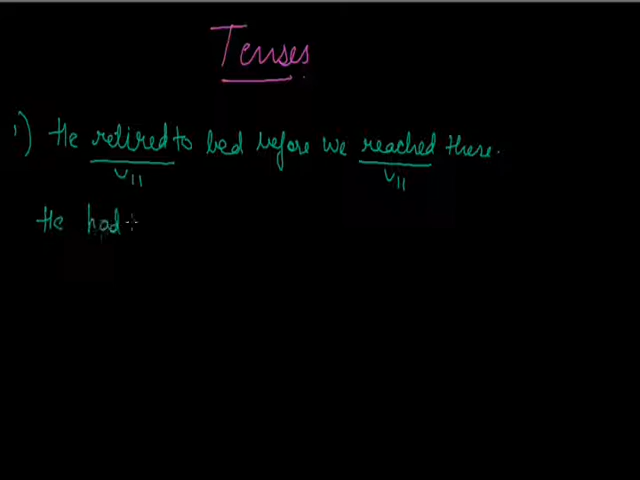 Tenses
1) He retired to bed before we reached there.
V11 V11
He had